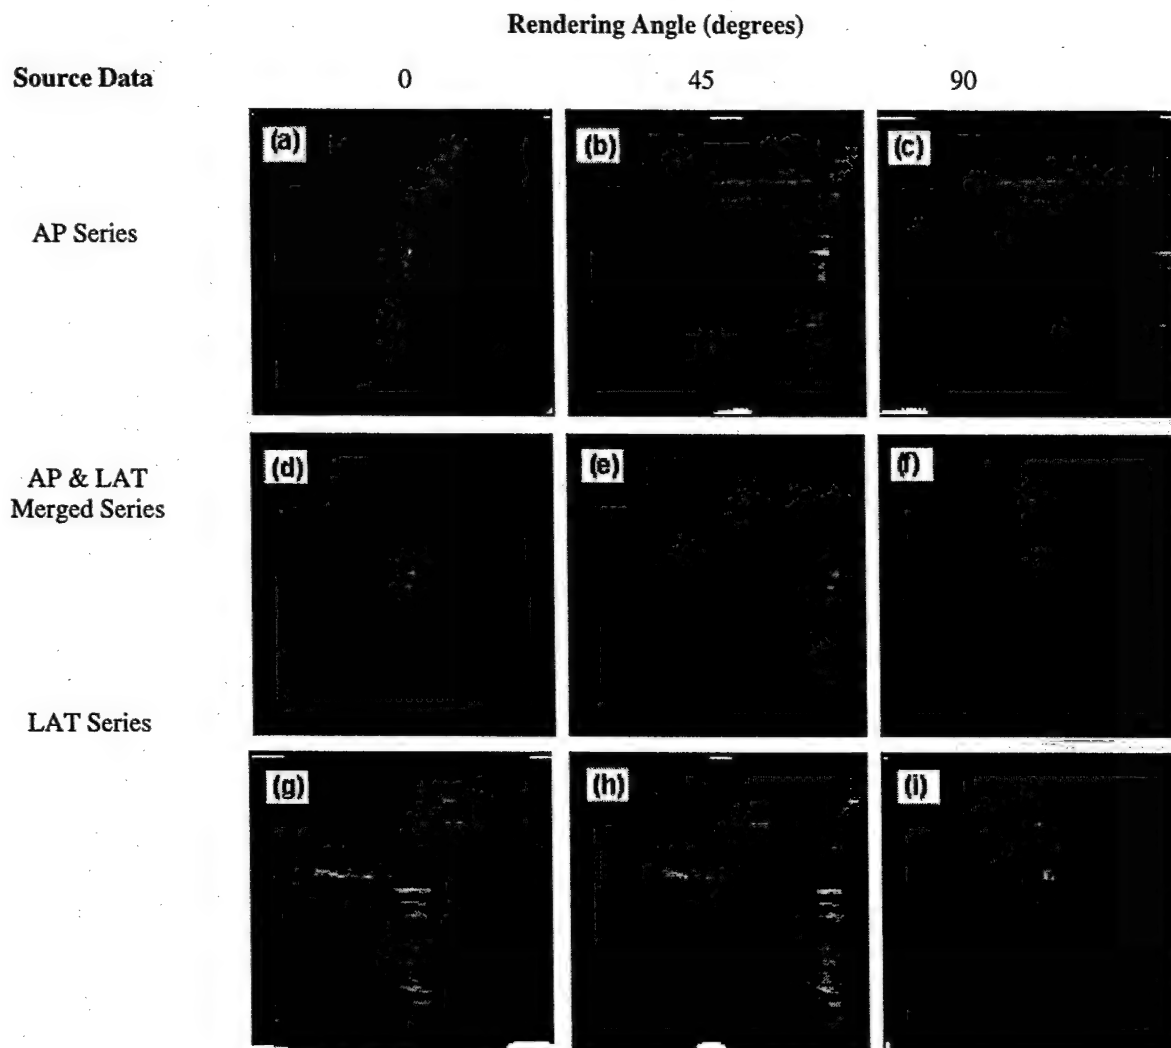 Rendering Angle (degrees)
Source Data 0 45 90
(a) (b) (c)
AP Series
(d) (e) (f)
AP & LAT
Merged Series
LAT Series
(g) (h) (i)